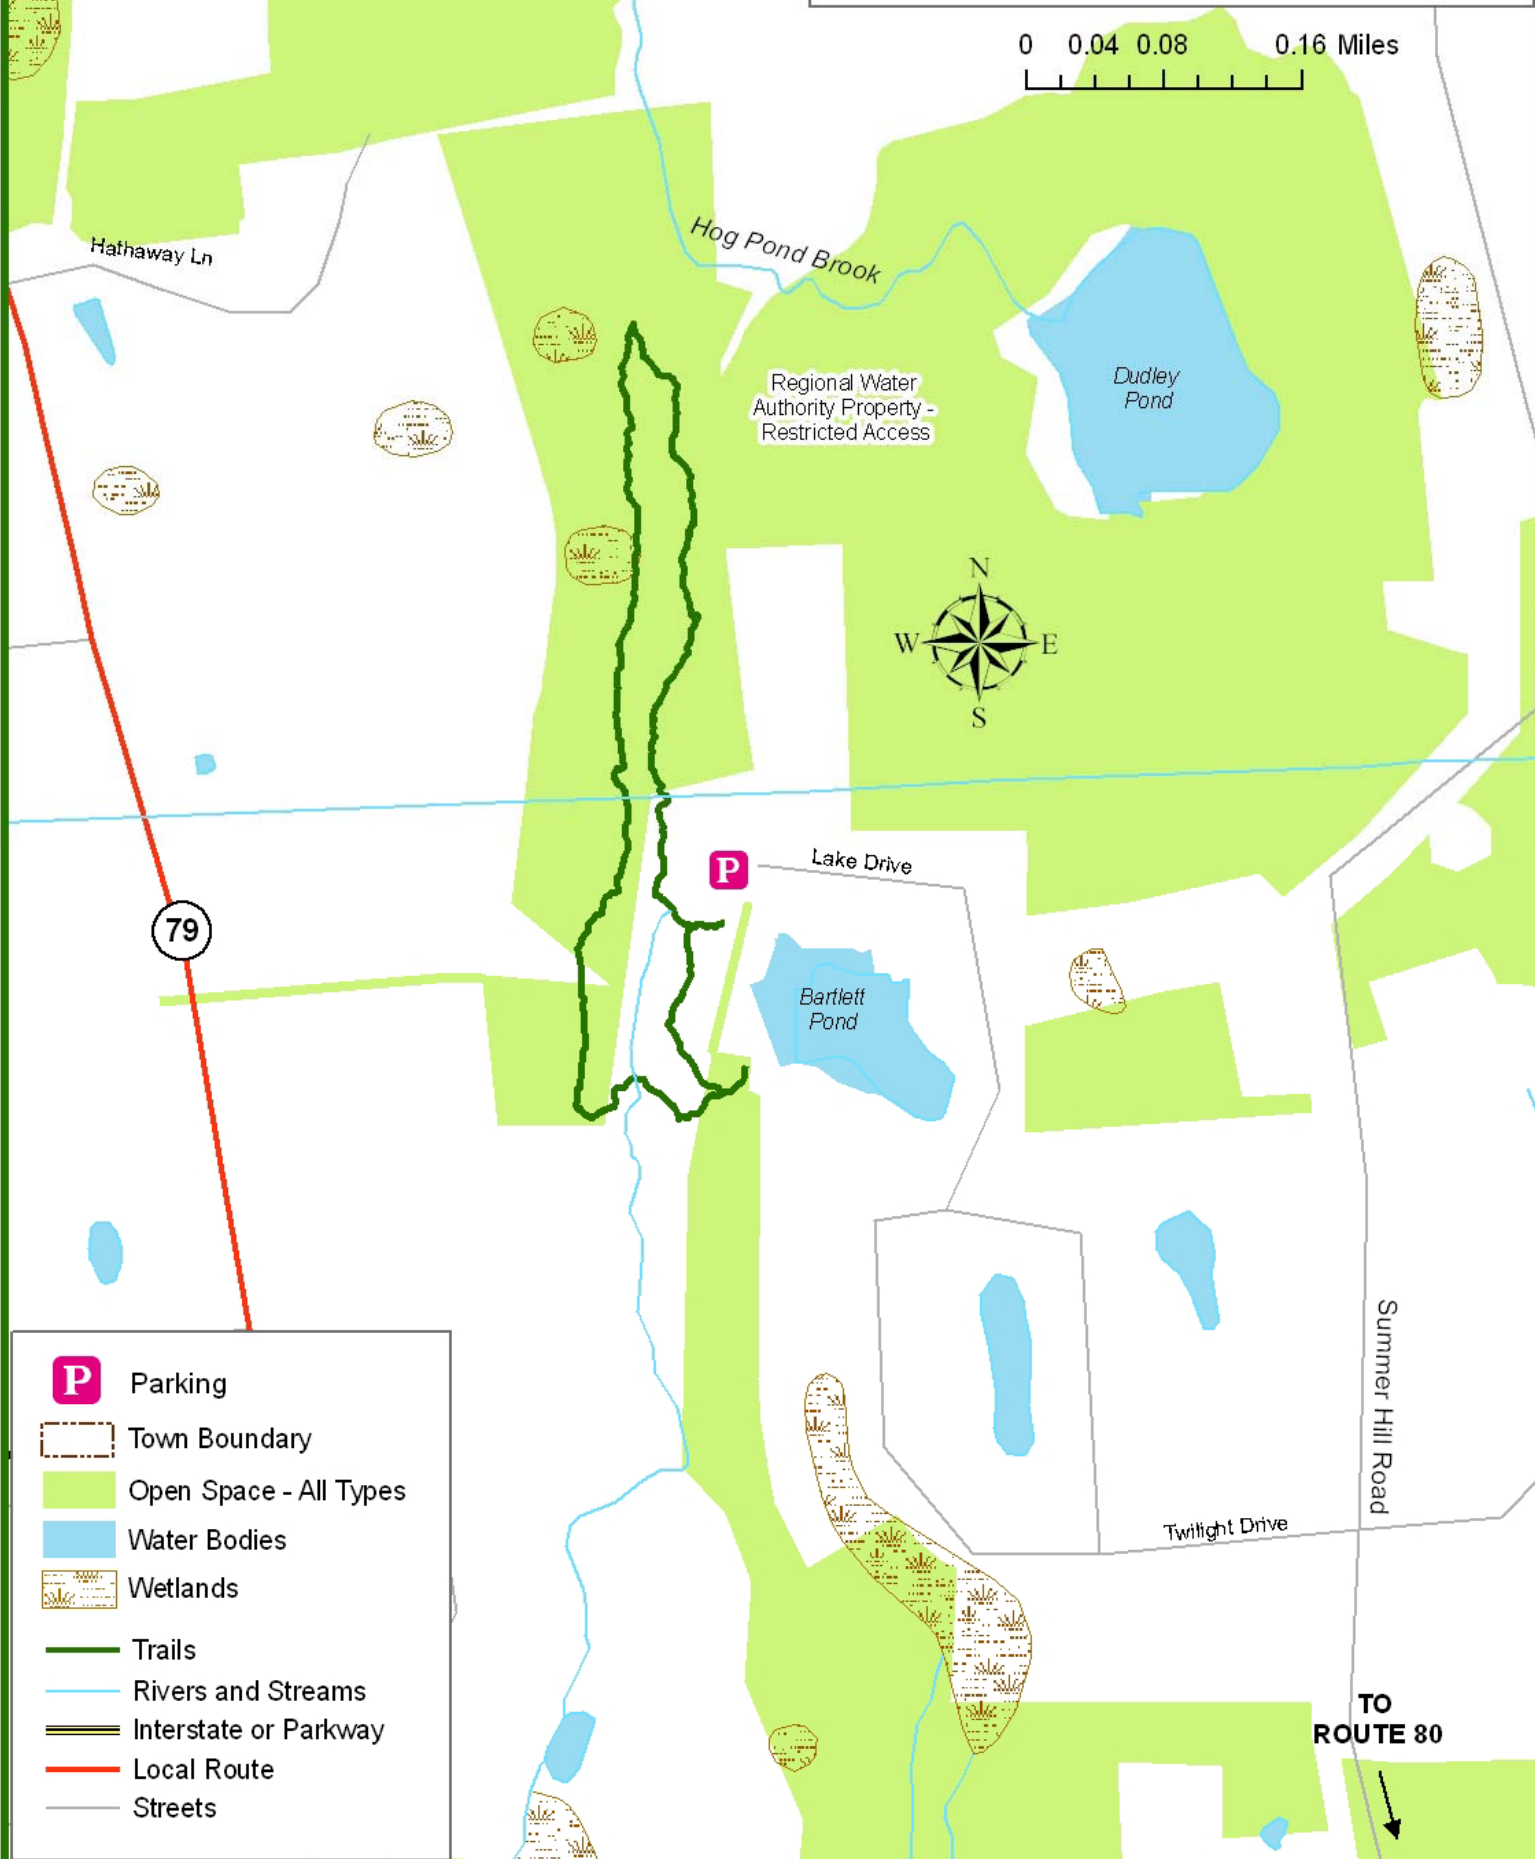 0 0.04 0.08 0.16 Miles
Hathaway Ln
Hog Pond Brook
Regional Water
Authority Property -
Restricted Access
Dudley
Pond
N
W E
S
P
Lake Drive
79
Bartlett
Pond
Summer Hill Road
Twilight Drive
TO
ROUTE 80
P Parking
Town Boundary
Open Space - All Types
Water Bodies
Wetlands
Trails
Rivers and Streams
Interstate or Parkway
Local Route
Streets